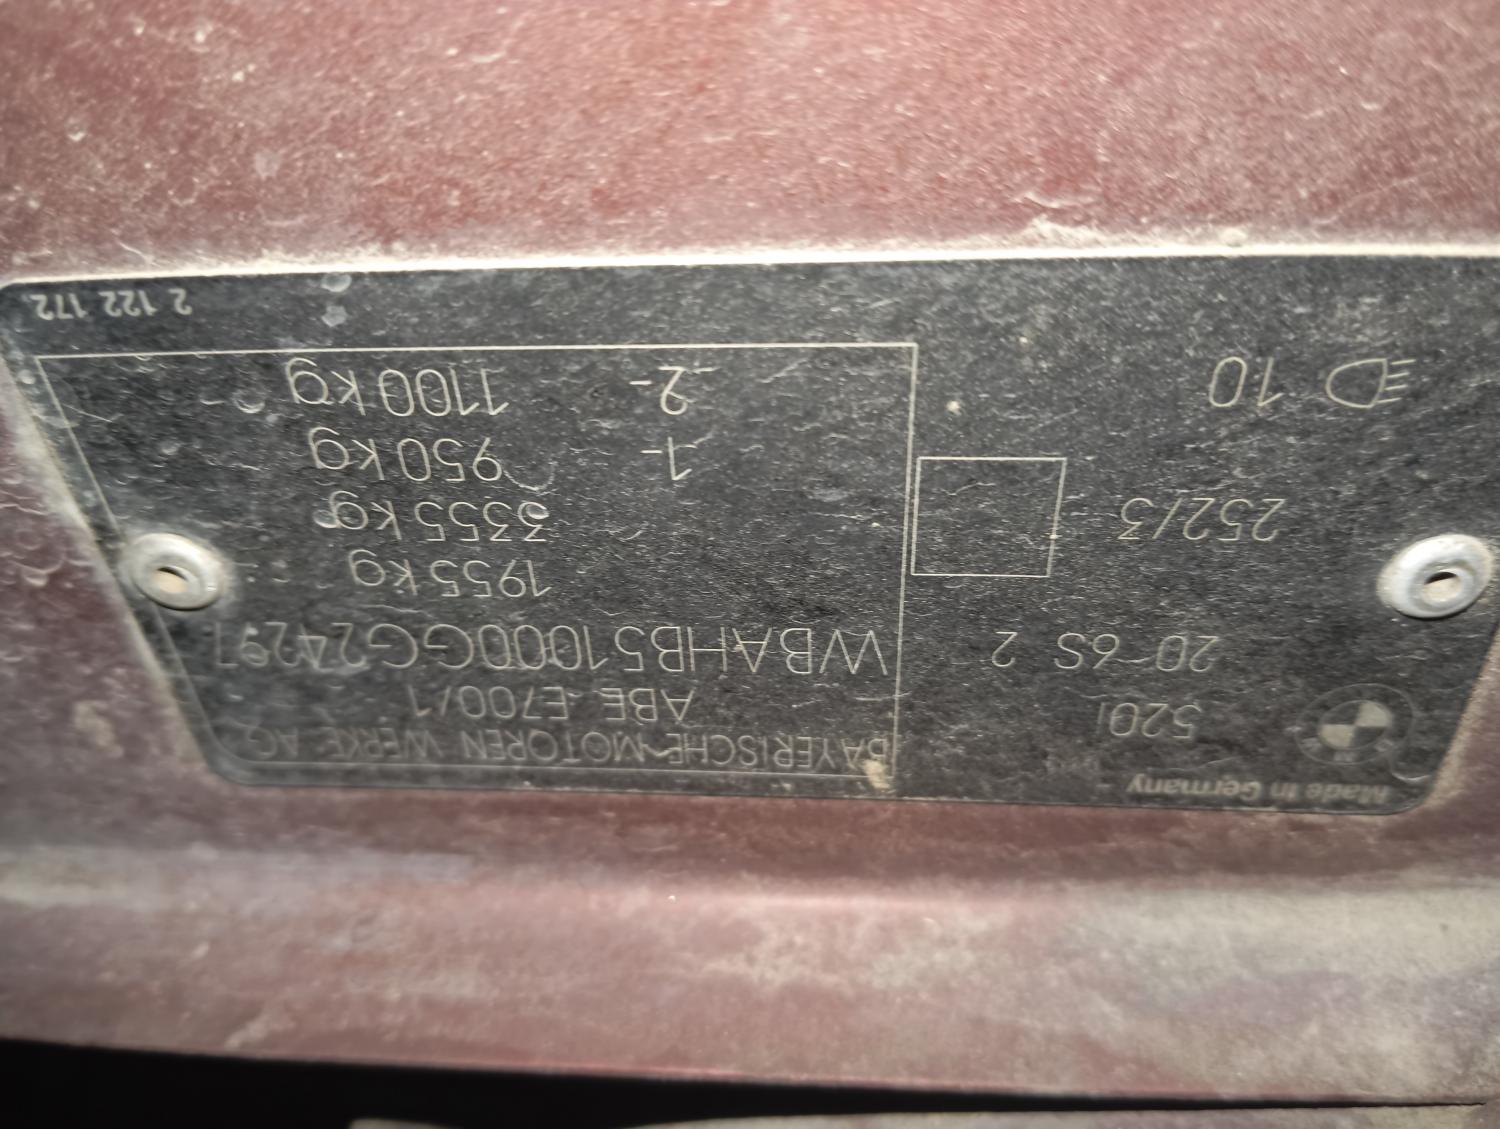 Made in Germany
520i
20 6S 2
252/3
10
BAYERISCHE MOTOREN WERKE AG
ABE E700/1
WBAHB51000GG24297
1955 kg
3355 kg
1- 950 kg
2- 1100 kg
2 122 172